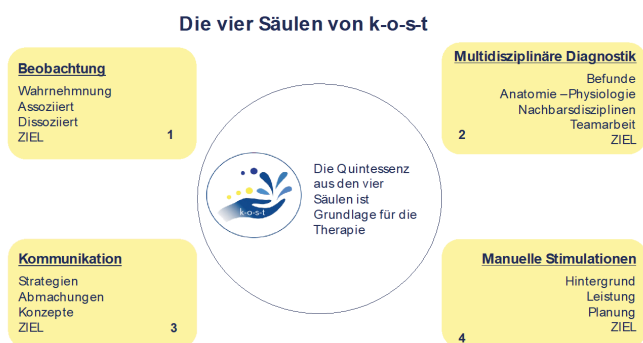 Die vier Säulen von k-o-s-t
Beobachtung
Wahrnehmnung
Assoziiert
Dissoziiert
ZIEL
1
Multidisziplinäre Diagnostik
Befunde
Anatomie –Physiologie
Nachbarsdisziplinen
Teamarbeit
ZIEL
2
k-o-s-t
Die Quintessenz
aus den vier
Säulen ist
Grundlage für die
Therapie
Kommunikation
Strategien
Abmachungen
Konzepte
ZIEL
3
Manuelle Stimulationen
Hintergrund
Leistung
Planung
ZIEL
4